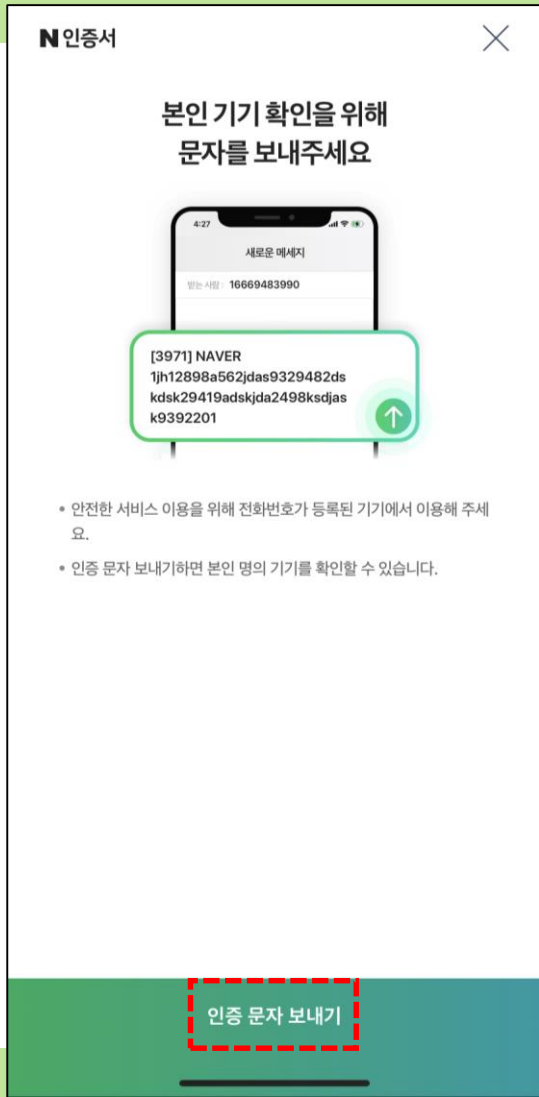 N 인증서
본인 기기 확인을 위해
문자를 보내주세요
4:27
새로운 메세지
받는 사람 : 16669483990
[3971] NAVER
1jh12898a562jdas9329482ds
kdsk29419adskjda2498ksdjas
k9392201
• 안전한 서비스 이용을 위해 전화번호가 등록된 기기에서 이용해 주세
요.
• 인증 문자 보내기하면 본인 명의 기기를 확인할 수 있습니다.
인증 문자 보내기